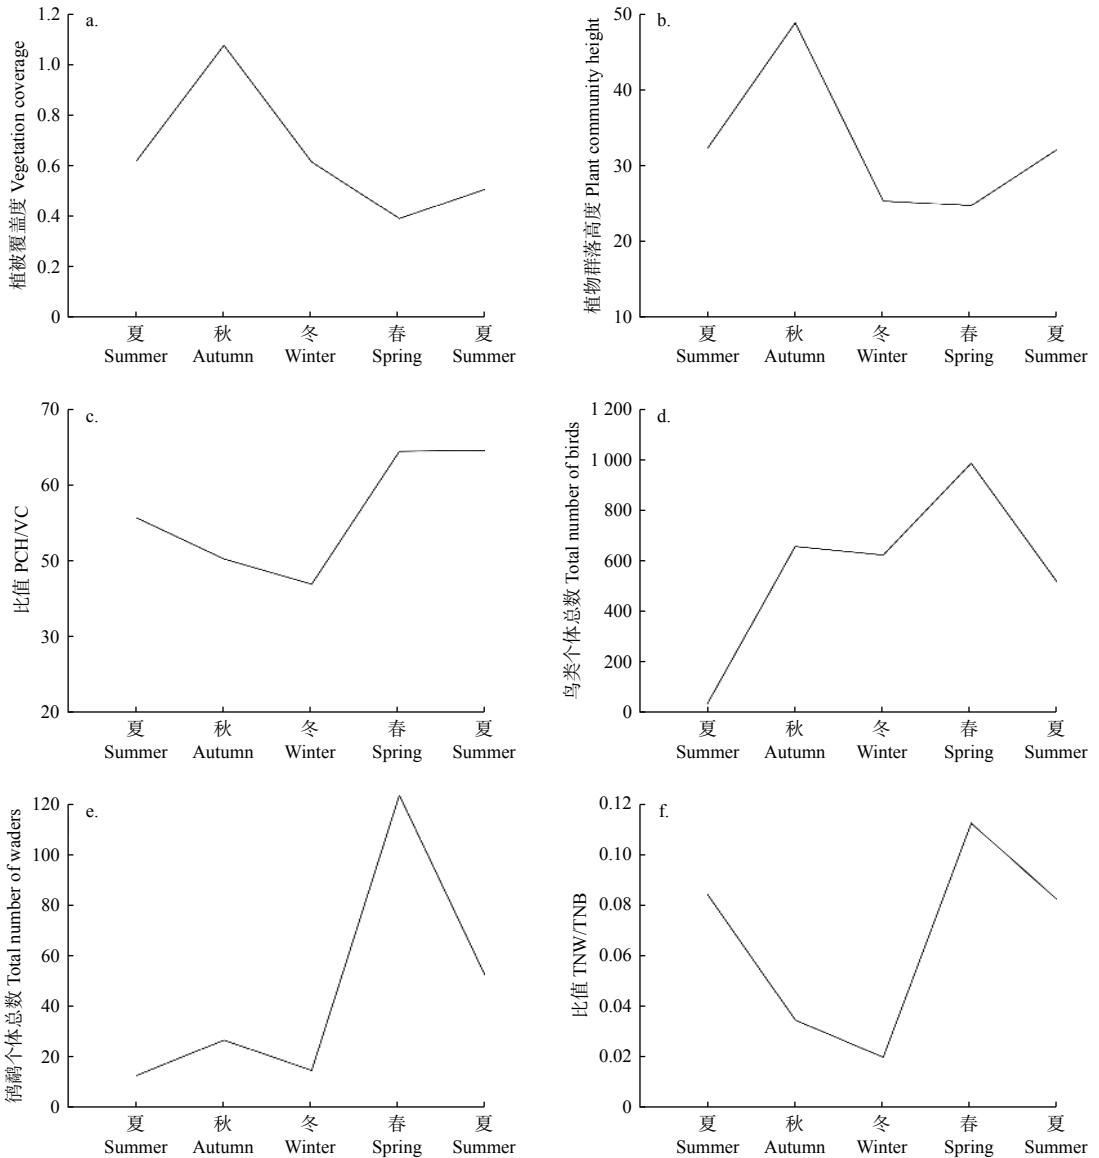 a.
植被覆盖度 Vegetation coverage
1.2
1.0
0.8
0.6
0.4
0.2
0
夏 秋 冬 春 夏
Summer Autumn Winter Spring Summer
b.
植物群落高度 Plant community height
50
40
30
20
10
夏 秋 冬 春 夏
Summer Autumn Winter Spring Summer
c.
比值 PCH/VC
70
60
50
30
20
夏 秋 冬 春 夏
Summer Autumn Winter Spring Summer
d.
鸟类个体总数 Total number of birds
1 200
1 000
800
600
400
200
0
夏 秋 冬 春 夏
Summer Autumn Winter Spring Summer
e.
鸻鹬个体总数 Total number of waders
120
100
80
60
40
20
0
夏 秋 冬 春 夏
Summer Autumn Winter Spring Summer
f.
比值 TNW/TNB
0.12
0.10
0.08
0.06
0.04
0.02
0
夏 秋 冬 春 夏
Summer Autumn Winter Spring Summer